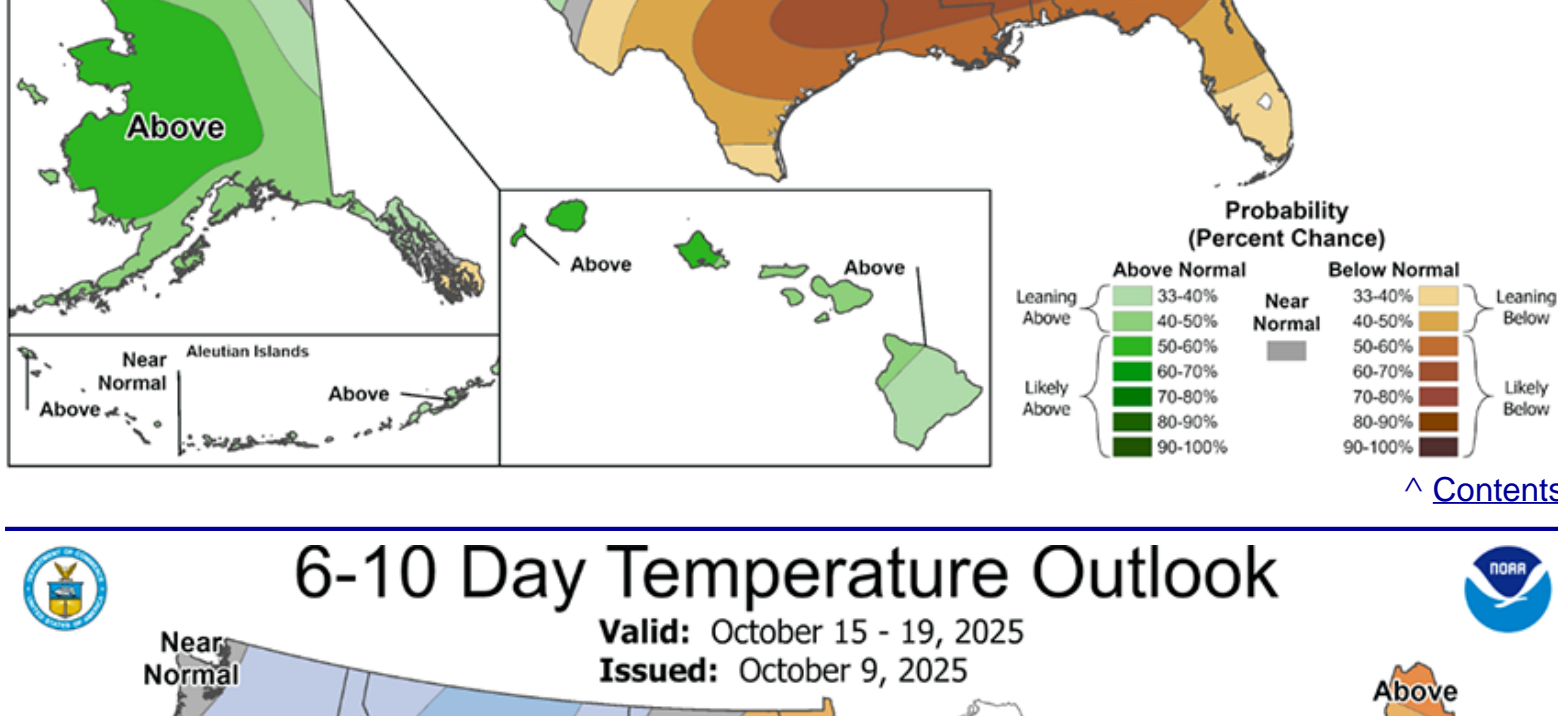 Above
Above
Above
Probability
(Percent Chance)
Above Normal
Below Normal
Leaning
Above
33-40%
40-50%
50-60%
60-70%
70-80%
80-90%
90-100%
Likely
Above
Near
Normal
33-40%
40-50%
50-60%
60-70%
70-80%
80-90%
90-100%
Leaning
Below
Likely
Below
Near
Normal
Aleutian Islands
Above
Above
^ Contents
6-10 Day Temperature Outlook
NOAA
Valid: October 15 - 19, 2025
Issued: October 9, 2025
Near
Normal
Above